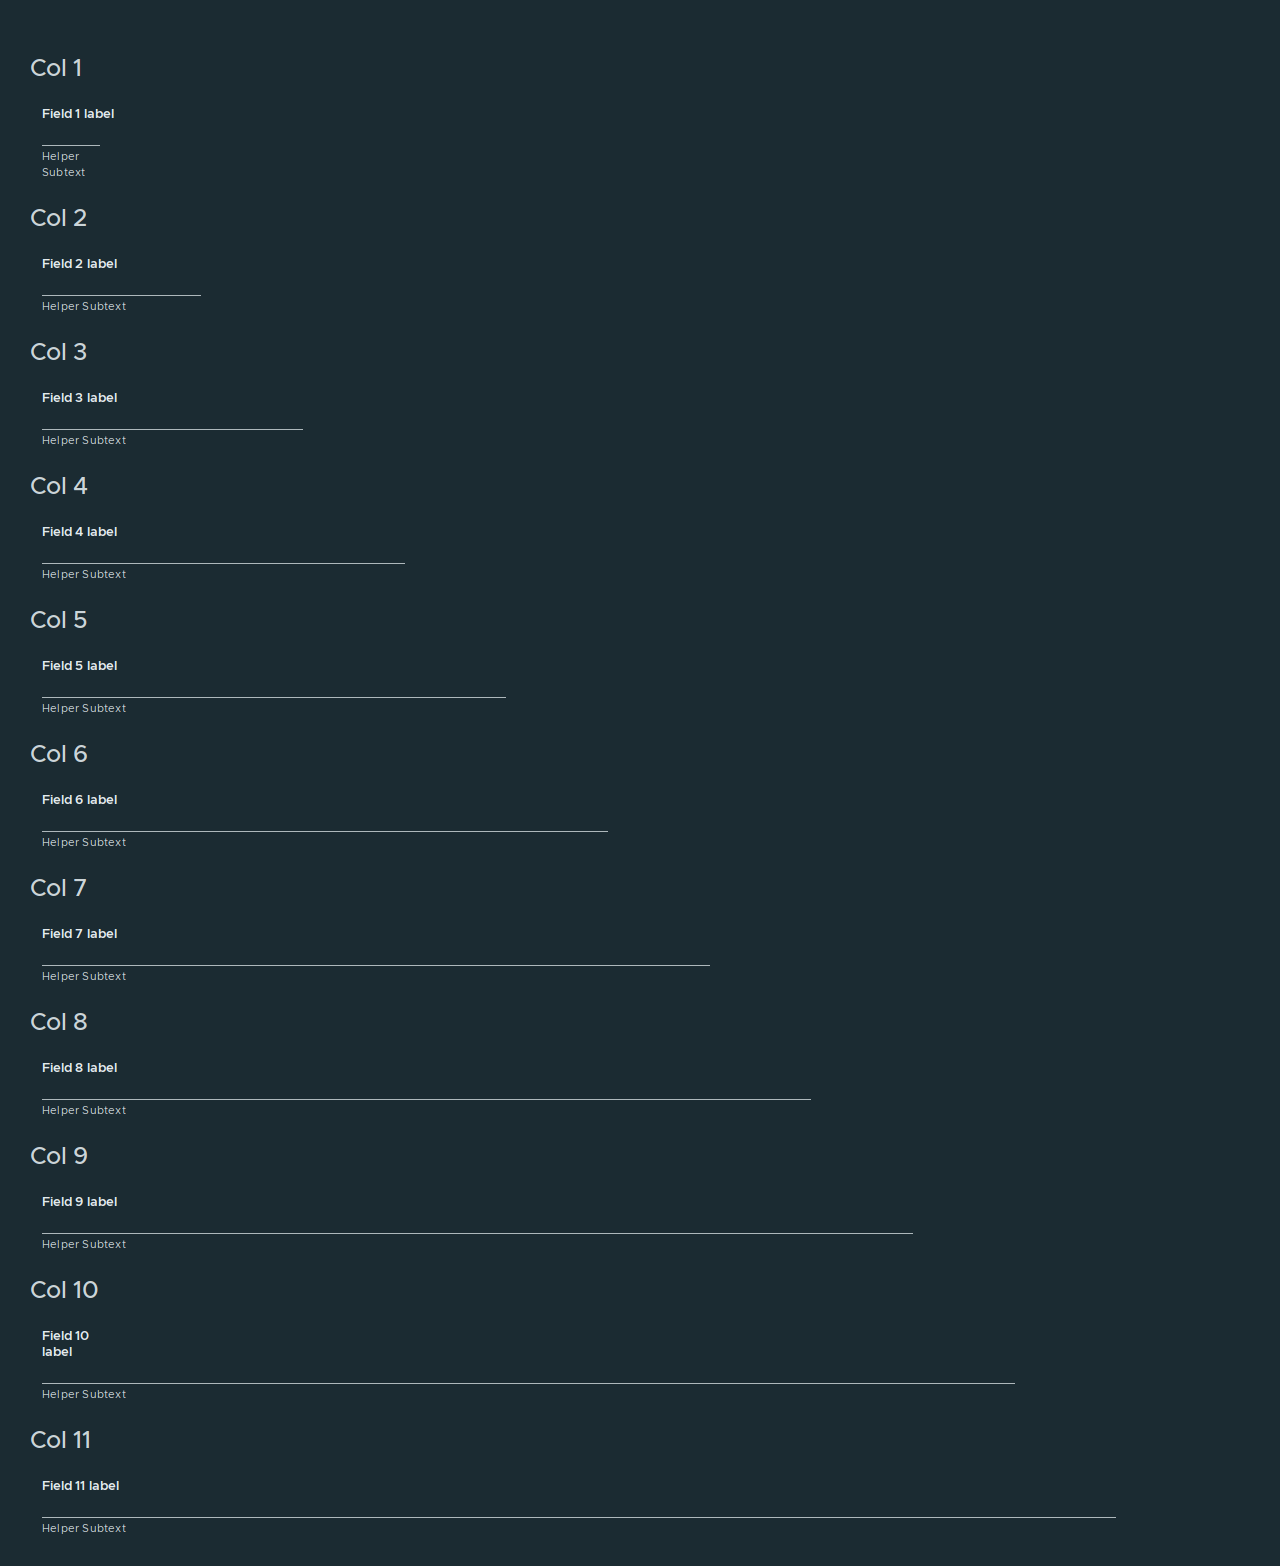 Col 1
Field 1 label
Helper
Subtext
Col 2
Field 2 label
Helper Subtext
Col 3
Field 3 label
Helper Subtext
Col 4
Field 4 label
Helper Subtext
Col 5
Field 5 label
Helper Subtext
Col 6
Field 6 label
Helper Subtext
Col 7
Field 7 label
Helper Subtext
Col 8
Field 8 label
Helper Subtext
Col 9
Field 9 label
Helper Subtext
Col 10
Field 10
label
Helper Subtext
Col 11
Field 11 label
Helper Subtext